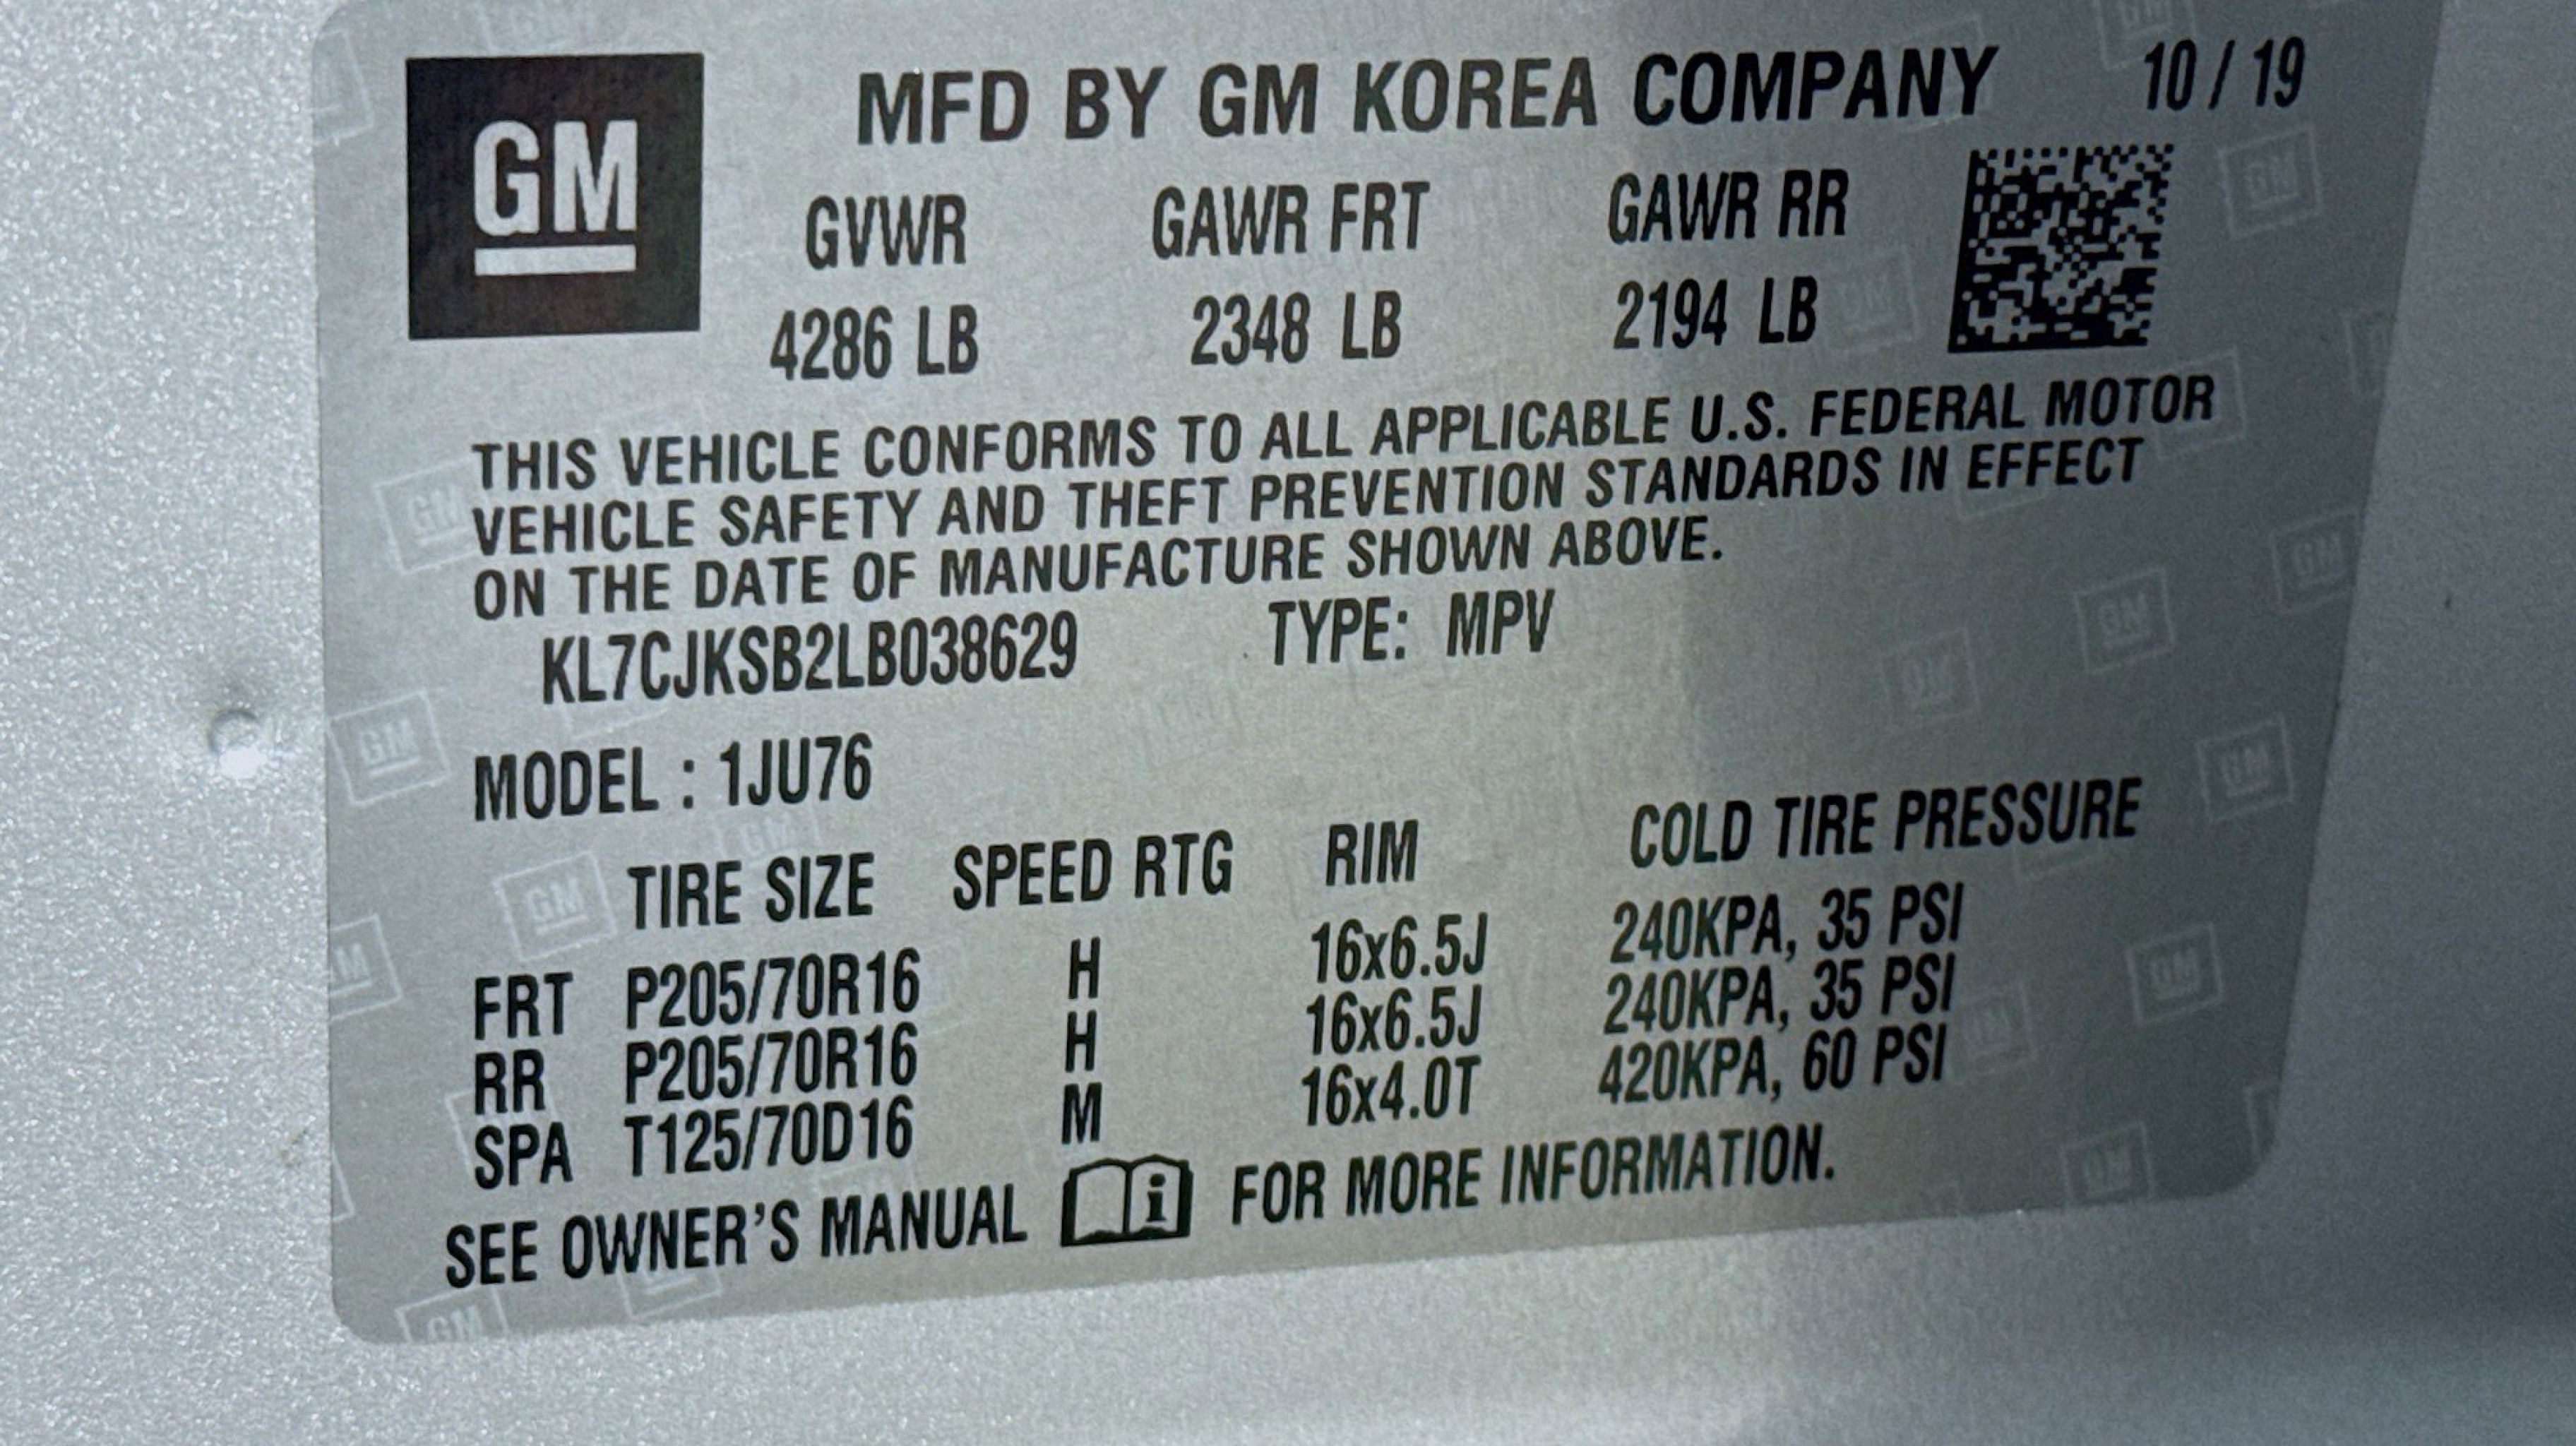 GM
MFD BY GM KOREA COMPANY 10 / 19
GVWR GAWR FRT GAWR RR
4286 LB 2348 LB 2194 LB
THIS VEHICLE CONFORMS TO ALL APPLICABLE U.S. FEDERAL MOTOR
VEHICLE SAFETY AND THEFT PREVENTION STANDARDS IN EFFECT
ON THE DATE OF MANUFACTURE SHOWN ABOVE.
KL7CJKSB2LB038629 TYPE: MPV
MODEL : 1JU76
TIRE SIZE SPEED RTG RIM COLD TIRE PRESSURE
FRT P205/70R16 H 16x6.5J 240KPA, 35 PSI
RR P205/70R16 H 16x6.5J 240KPA, 35 PSI
SPA T125/70D16 M 16x4.0T 420KPA, 60 PSI
SEE OWNER'S MANUAL i FOR MORE INFORMATION.